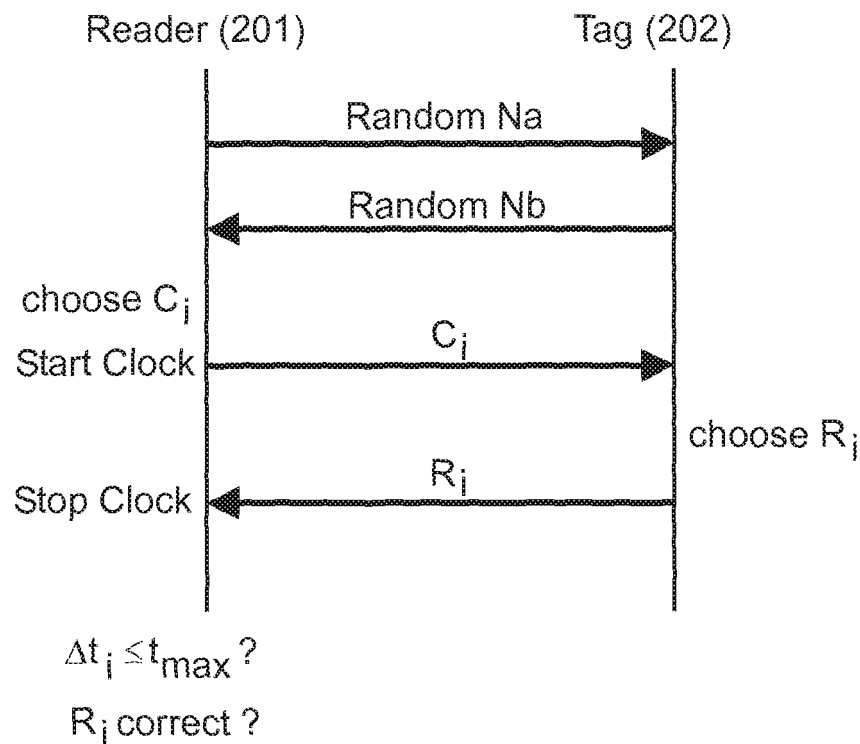 Reader (201)
Tag (202)
Random Na
Random Nb
choose Cᵢ
Cᵢ
Start Clock
choose Rᵢ
Rᵢ
Stop Clock
Δtᵢ ≤ tmax ?
Rᵢ correct ?